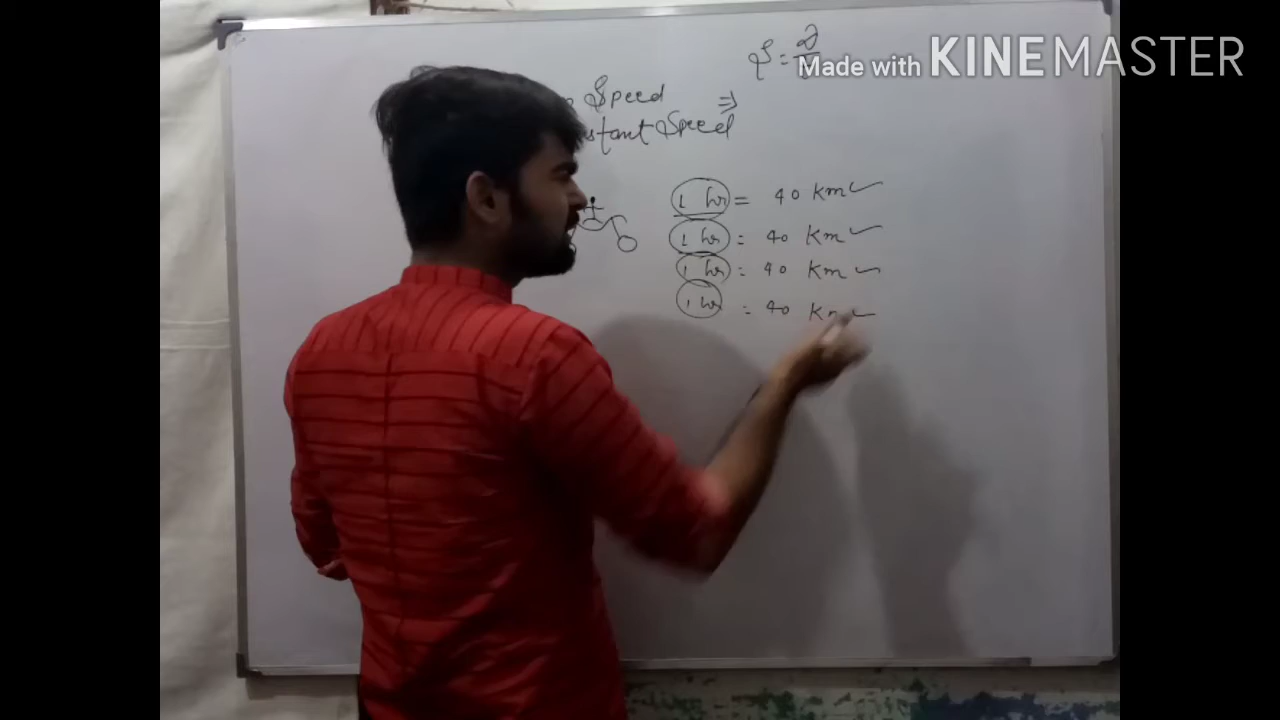 S =
Made with KINEMASTER
Speed ⇒
stant Speed
1 hr = 40 Km ✓
1 hr = 40 Km ✓
1 hr = 40 Km ✓
1 hr = 40 Km ✓